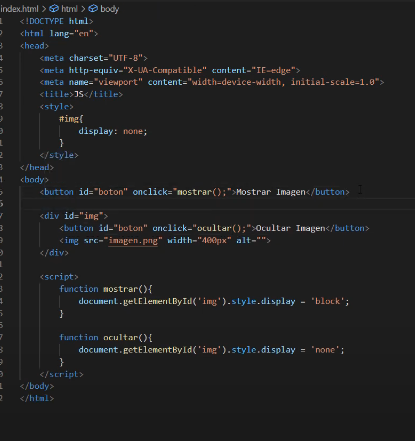 index.html > html > body
<!DOCTYPE html>
<html lang="en">
<head>
    <meta charset="UTF-8">
    <meta http-equiv="X-UA-Compatible" content="IE=edge">
    <meta name="viewport" content="width=device-width, initial-scale=1.0">
    <title>JS</title>
    <style>
        #img{
            display: none;
        }
    </style>
</head>
<body>
    <button id="boton" onclick="mostrar();">Mostrar Imagen</button>
    <div id="img">
        <button id="boton" onclick="ocultar();">Ocultar Imagen</button>
        <img src="imagen.png" width="400px" alt="">
    </div>
    <script>
        function mostrar(){
            document.getElementById('img').style.display = 'block';
        }
        function ocultar(){
            document.getElementById('img').style.display = 'none';
        }
    </script>
</body>
</html>